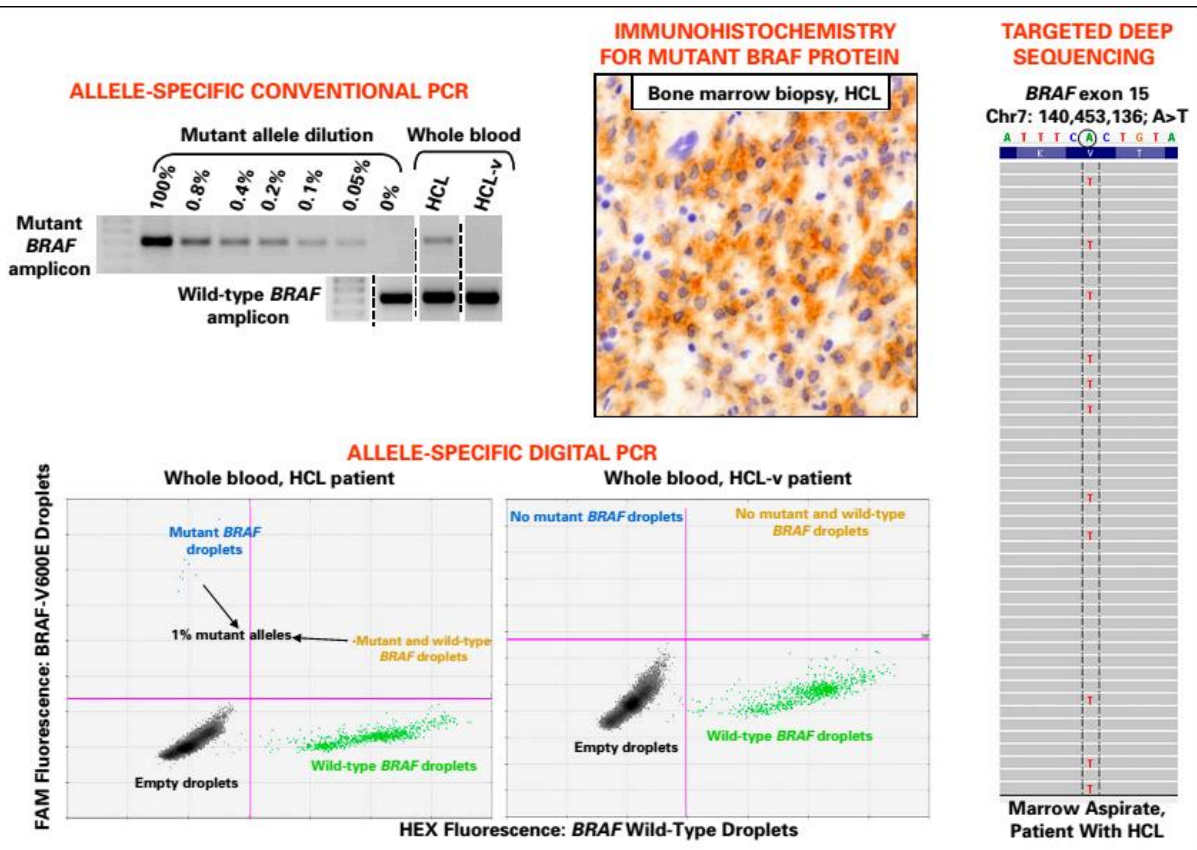 ALLELE-SPECIFIC CONVENTIONAL PCR
Mutant allele dilution
Whole blood
100%
0.8%
0.4%
0.2%
0.1%
0.05%
0%
HCL
HCL-v
Mutant
BRAF
amplicon
Wild-type BRAF
amplicon
IMMUNOHISTOCHEMISTRY
FOR MUTANT BRAF PROTEIN
Bone marrow biopsy, HCL
TARGETED DEEP
SEQUENCING
BRAF exon 15
Chr7: 140,453,136; A>T
A T T T C A C T G T A
K V T
T
T
T
T
T
T
T
T
T
T
T
Marrow Aspirate,
Patient With HCL
ALLELE-SPECIFIC DIGITAL PCR
Whole blood, HCL patient
Whole blood, HCL-v patient
FAM Fluorescence: BRAF-V600E Droplets
Mutant BRAF
droplets
1% mutant alleles
Mutant and wild-type
BRAF droplets
Empty droplets
Wild-type BRAF droplets
No mutant BRAF droplets
No mutant and wild-type
BRAF droplets
Empty droplets
Wild-type BRAF droplets
HEX Fluorescence: BRAF Wild-Type Droplets